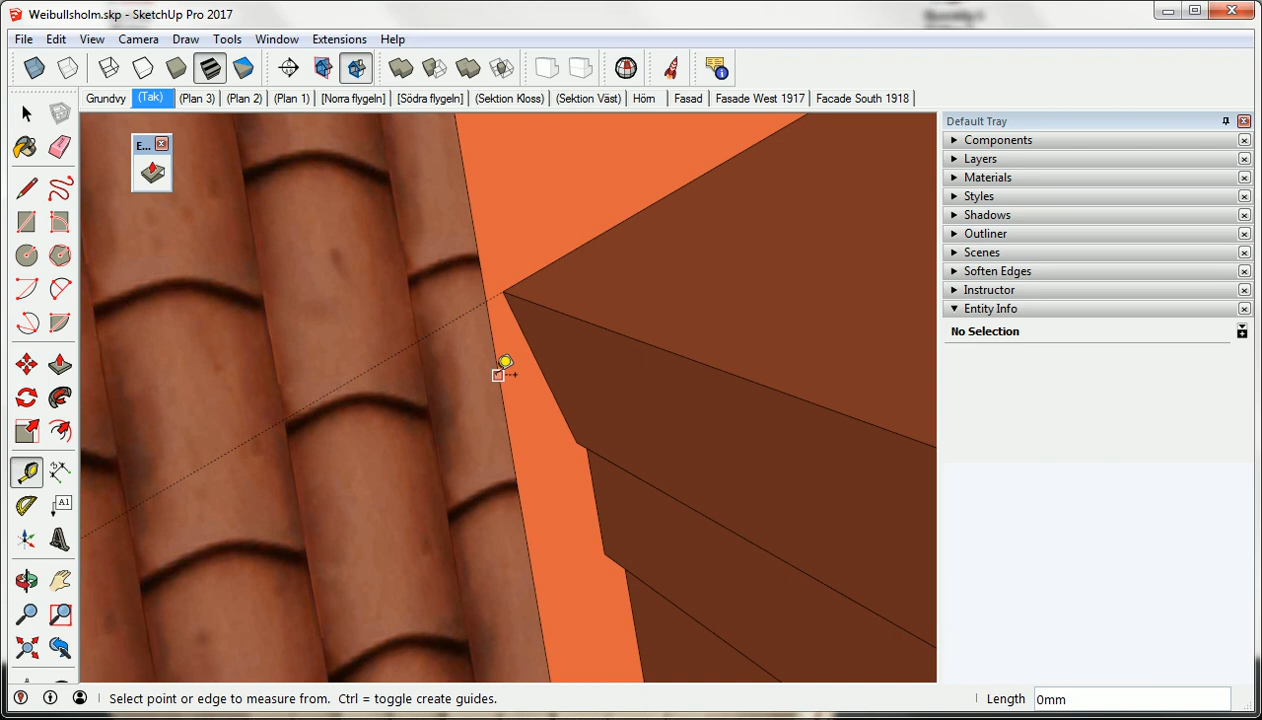 Weibullsholm.skp - SketchUp Pro 2017
File Edit View Camera Draw Tools Window Extensions Help
Grundvy (Tak) (Plan 3) (Plan 2) (Plan 1) [Norra flygeln] [Södra flygeln] (Sektion Kloss) (Sektion Väst) Höm Fasad Fasade West 1917 Facade South 1918
E...
Default Tray
Components
Layers
Materials
Styles
Shadows
Outliner
Scenes
Soften Edges
Instructor
Entity Info
No Selection
A1
Select point or edge to measure from. Ctrl = toggle create guides.
Length 0mm